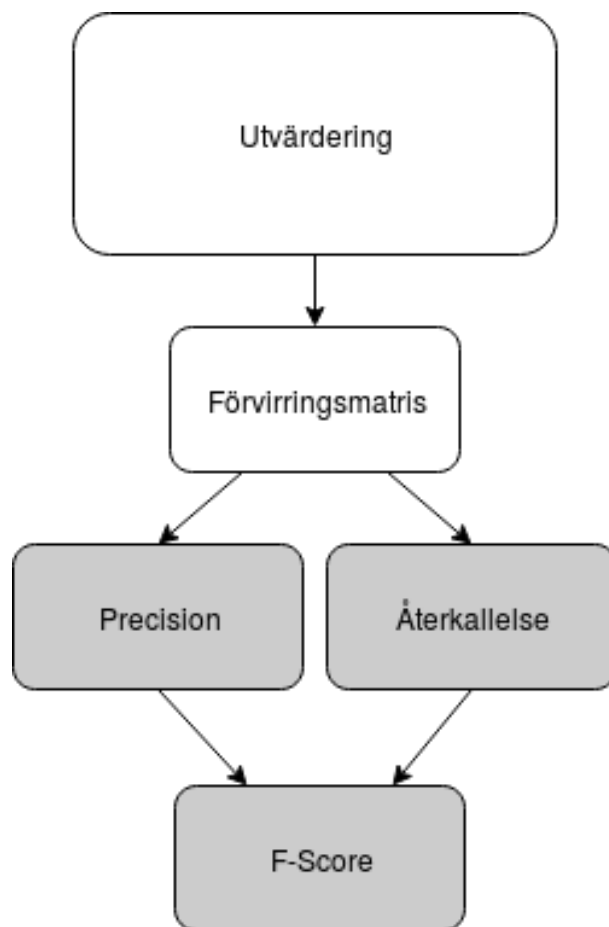 Utvärdering
Förvirringsmatris
Precision
Återkallelse
F-Score